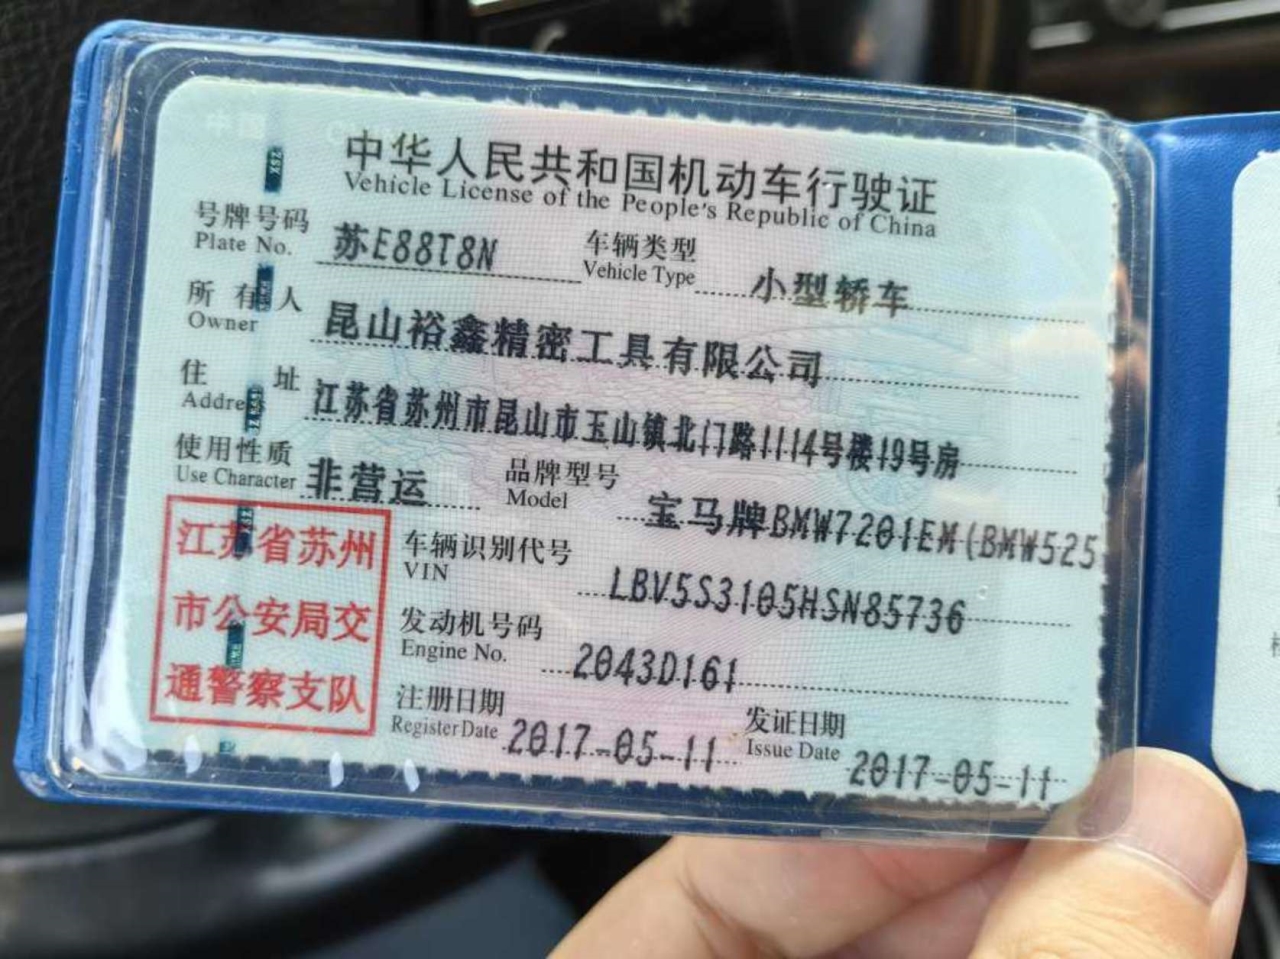 中华人民共和国机动车行驶证
Vehicle License of the People's Republic of China
号牌号码 苏E88T8N 车辆类型 小型轿车
Plate No. Vehicle Type
所有人 昆山裕鑫精密工具有限公司
Owner
住址 江苏省苏州市昆山市玉山镇北门路1114号楼19号房
Address
使用性质 非营运 品牌型号 宝马牌BMW7201EM(BMW525
Use Character Model
江苏省苏州
市公安局交
通警察支队
车辆识别代号 LBV5S3105HSN85736
VIN
发动机号码 2043D161
Engine No.
注册日期 2017-05-11 发证日期 2017-05-11
Register Date Issue Date